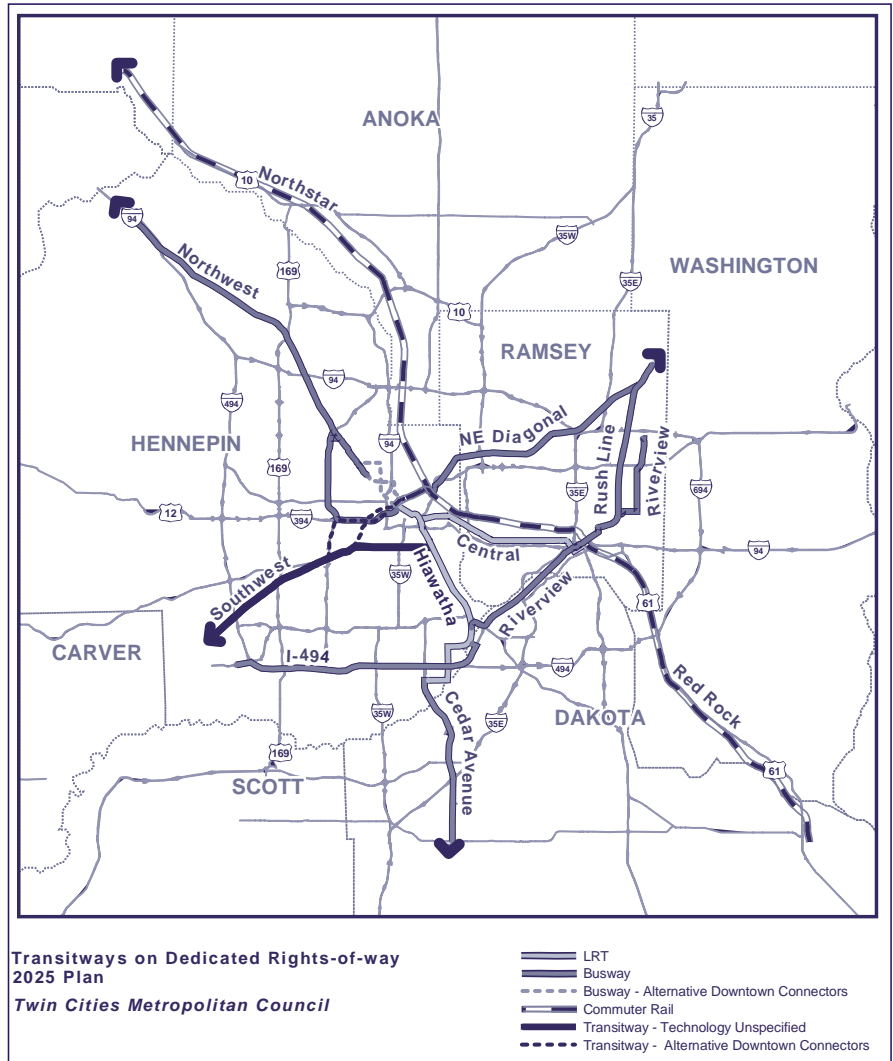 ANOKA
35
10
Northstar
94
35W
Northwest
169
35E
WASHINGTON
10
RAMSEY
94
494
NE Diagonal
HENNEPIN
94
Rush Line
Riverview
169
35E
694
12
394
Central
94
35W
Hiawatha
Southwest
Riverview
61
CARVER
I-494
494
Red Rock
35W
Cedar Avenue
35E
DAKOTA
169
61
SCOTT
Transitways on Dedicated Rights-of-way
2025 Plan
Twin Cities Metropolitan Council
LRT
Busway
Busway - Alternative Downtown Connectors
Commuter Rail
Transitway - Technology Unspecified
Transitway - Alternative Downtown Connectors